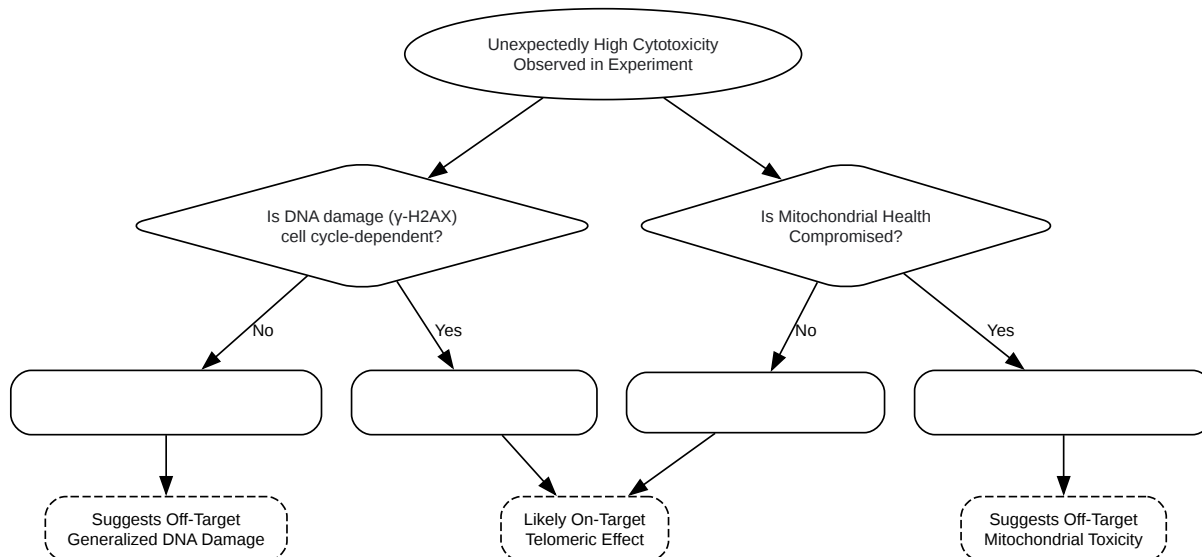 Unexpectedly High Cytotoxicity
Observed in Experiment
Is DNA damage (γ-H2AX)
cell cycle-dependent?
Is Mitochondrial Health
Compromised?
No
Yes
No
Yes
Suggests Off-Target
Generalized DNA Damage
Likely On-Target
Telomeric Effect
Suggests Off-Target
Mitochondrial Toxicity